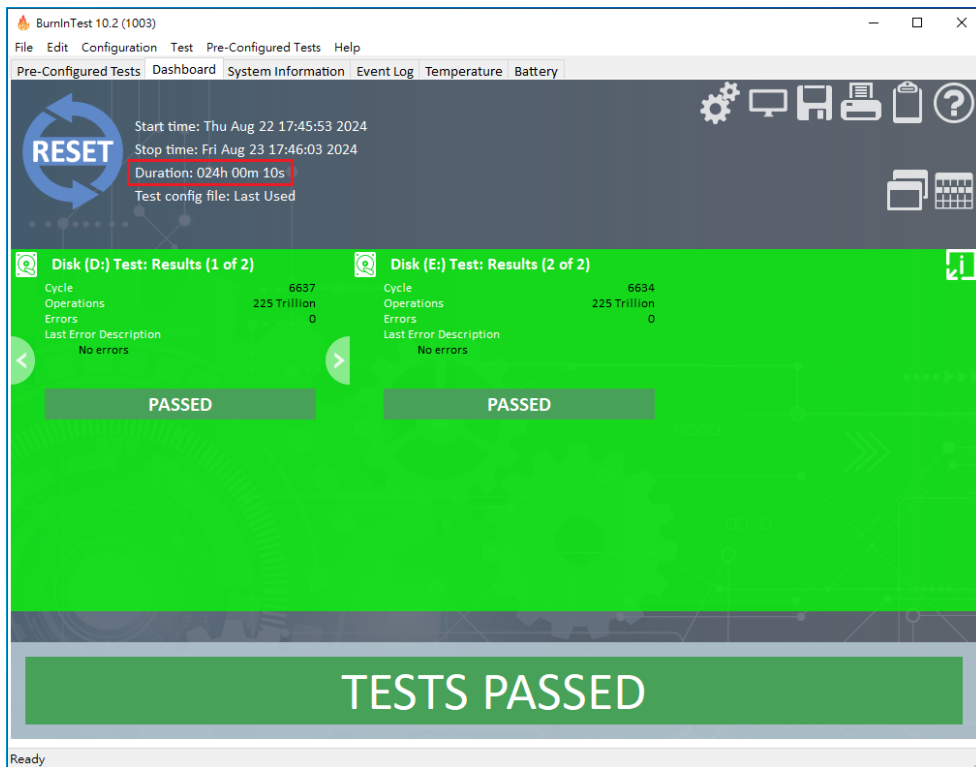 BurnInTest 10.2 (1003)
File Edit Configuration Test Pre-Configured Tests Help
Pre-Configured Tests Dashboard System Information Event Log Temperature Battery
RESET
Start time: Thu Aug 22 17:45:53 2024
Stop time: Fri Aug 23 17:46:03 2024
Duration: 024h 00m 10s
Test config file: Last Used
Disk (D:) Test: Results (1 of 2)
Cycle 6637
Operations 225 Trillion
Errors 0
Last Error Description
No errors
PASSED
Disk (E:) Test: Results (2 of 2)
Cycle 6634
Operations 225 Trillion
Errors 0
Last Error Description
No errors
PASSED
TESTS PASSED
Ready